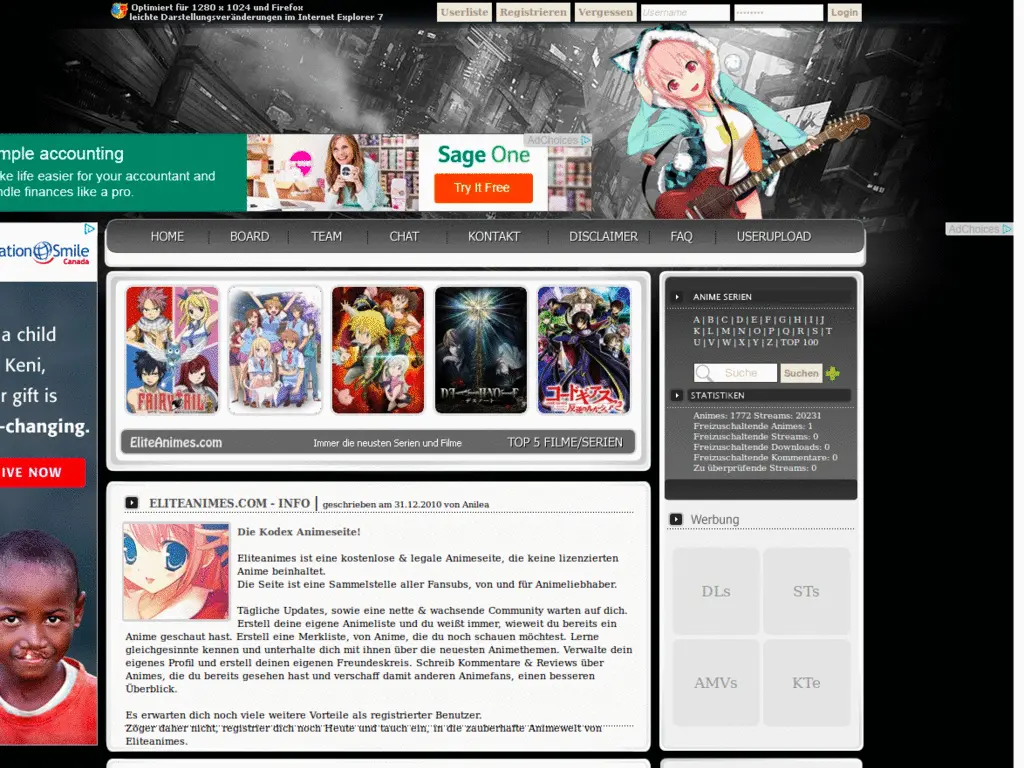 Optimiert für 1280 x 1024 und Firefox
leichte Darstellungsveränderungen im Internet Explorer 7
Userliste Registrieren Vergessen Username Login
AdChoices
mple accounting
ke life easier for your accountant and
ndle finances like a pro.
Sage One
Try It Free
HOME BOARD TEAM CHAT KONTAKT DISCLAIMER FAQ USERUPLOAD
AdChoices
ation Smile
Canada
a child
Keni,
r gift is
-changing.
IVE NOW
FAIRY TAIL
EliteAnimes.com Immer die neusten Serien und Filme TOP 5 FILME/SERIEN
ANIME SERIEN
A | B | C | D | E | F | G | H | I | J
K | L | M | N | O | P | Q | R | S | T
U | V | W | X | Y | Z | TOP 100
Suche Suchen
STATISTIKEN
Animes: 1772 Streams: 20231
Freizuschaltende Animes: 1
Freizuschaltende Streams: 0
Freizuschaltende Downloads: 0
Freizuschaltende Kommentare: 0
Zu überprüfende Streams: 0
ELITEANIMES.COM - INFO | geschrieben am 31.12.2010 von Anilea
Die Kodex Animeseite!
Eliteanimes ist eine kostenlose & legale Animeseite, die keine lizenzierten
Anime beinhaltet.
Die Seite ist eine Sammelstelle aller Fansubs, von und für Animeliebhaber.
Tägliche Updates, sowie eine nette & wachsende Community warten auf dich.
Erstell deine eigene Animeliste und du weißt immer, wieweit du bereits ein
Anime geschaut hast. Erstell eine Merkliste, von Anime, die du noch schauen möchtest. Lerne
gleichgesinnte kennen und unterhalte dich mit ihnen über die neuesten Animethemen. Verwalte dein
eigenes Profil und erstell deinen eigenen Freundeskreis. Schreib Kommentare & Reviews über
Animes, die du bereits gesehen hast und verschaff damit anderen Animefans, einen besseren
Überblick.
Es erwarten dich noch viele weitere Vorteile als registrierter Benutzer.
Zöger daher nicht, registrier dich noch Heute und tauch ein, in die zauberhafte Animewelt von
Eliteanimes.
Werbung
DLs STs
AMVs KTe